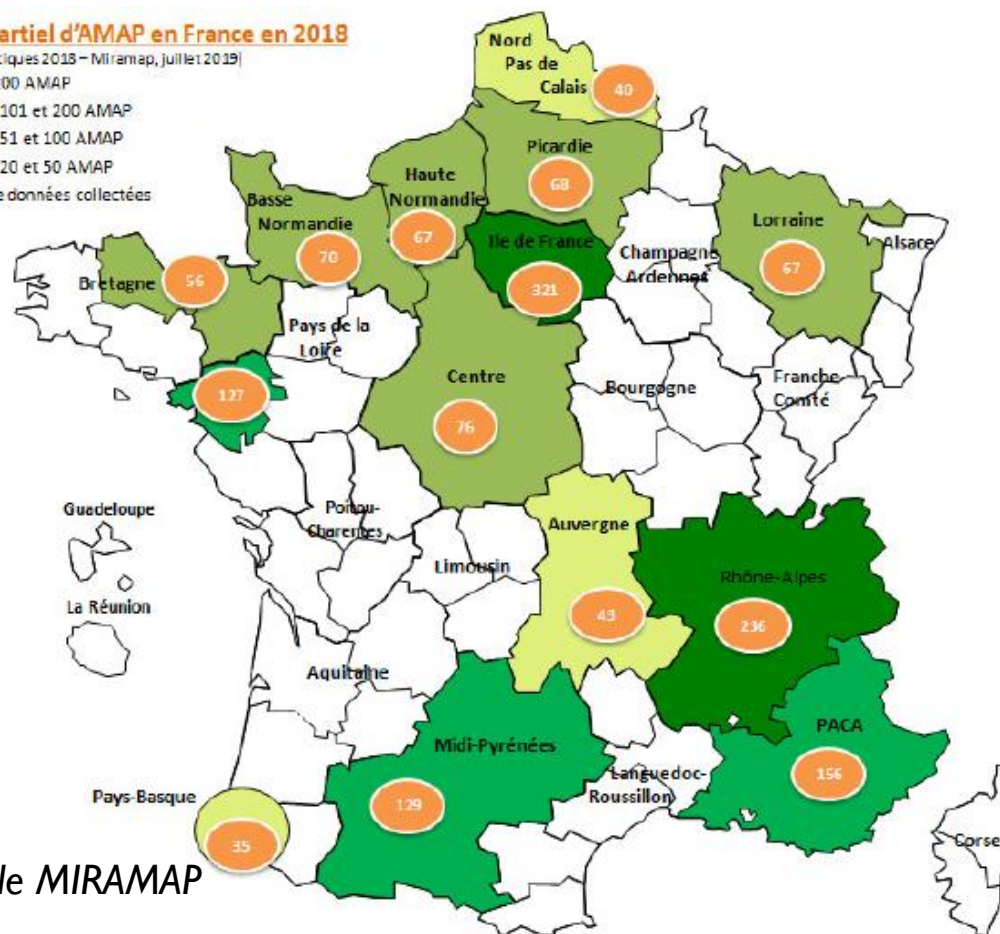 artiel d'AMAP en France en 2018
tiques 2018 – Miramap, juillet 2019)
00 AMAP
101 et 200 AMAP
51 et 100 AMAP
20 et 50 AMAP
e données collectées
Nord
Pas de
Calais
40
Picardie
68
Haute
Normandie
67
Basse
Normandie
70
Ile de France
321
Lorraine
67
Alsace
Champagne
Ardennes
Bretagne
56
Pays de la
Loire
127
Centre
76
Bourgogne
Franche
Comté
Guadeloupe
La Réunion
Poitou-
Charentes
Limousin
Auvergne
43
Rhône-Alpes
236
Aquitaine
Midi-Pyrénées
129
PACA
156
Languedoc-
Roussillon
Pays-Basque
35
Corse
le MIRAMAP